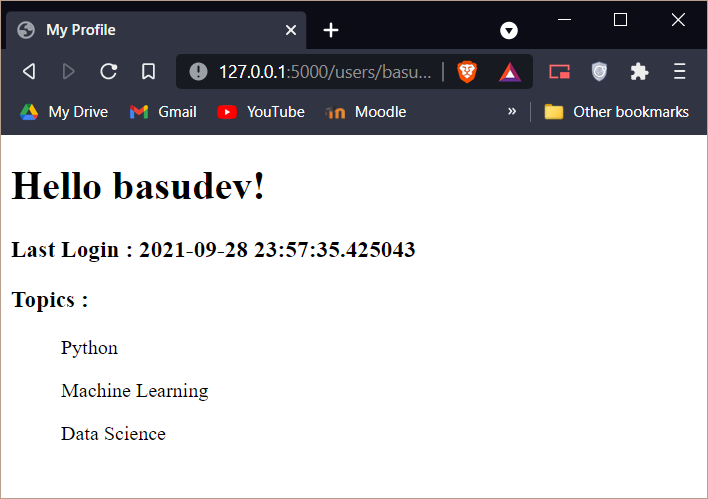 My Profile
127.0.0.1:5000/users/basu...
My Drive Gmail YouTube Moodle » Other bookmarks
Hello basudev!
Last Login : 2021-09-28 23:57:35.425043
Topics :
Python
Machine Learning
Data Science